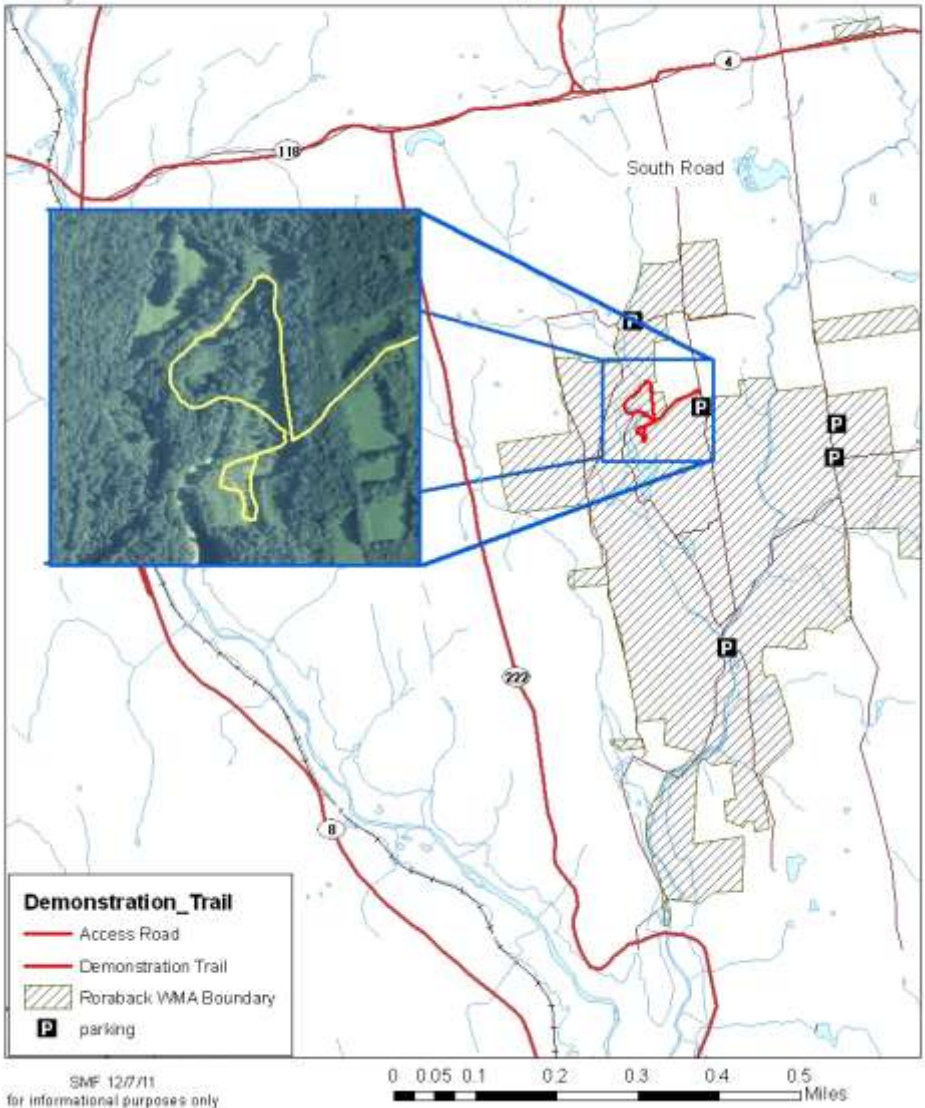 4
118
South Road
P
P
P
P
P
222
8
Demonstration_Trail
Access Road
Demonstration Trail
Roraback WMA Boundary
P parking
SMF 12/7/11
for informational purposes only
0 0.05 0.1 0.2 0.3 0.4 0.5
Miles